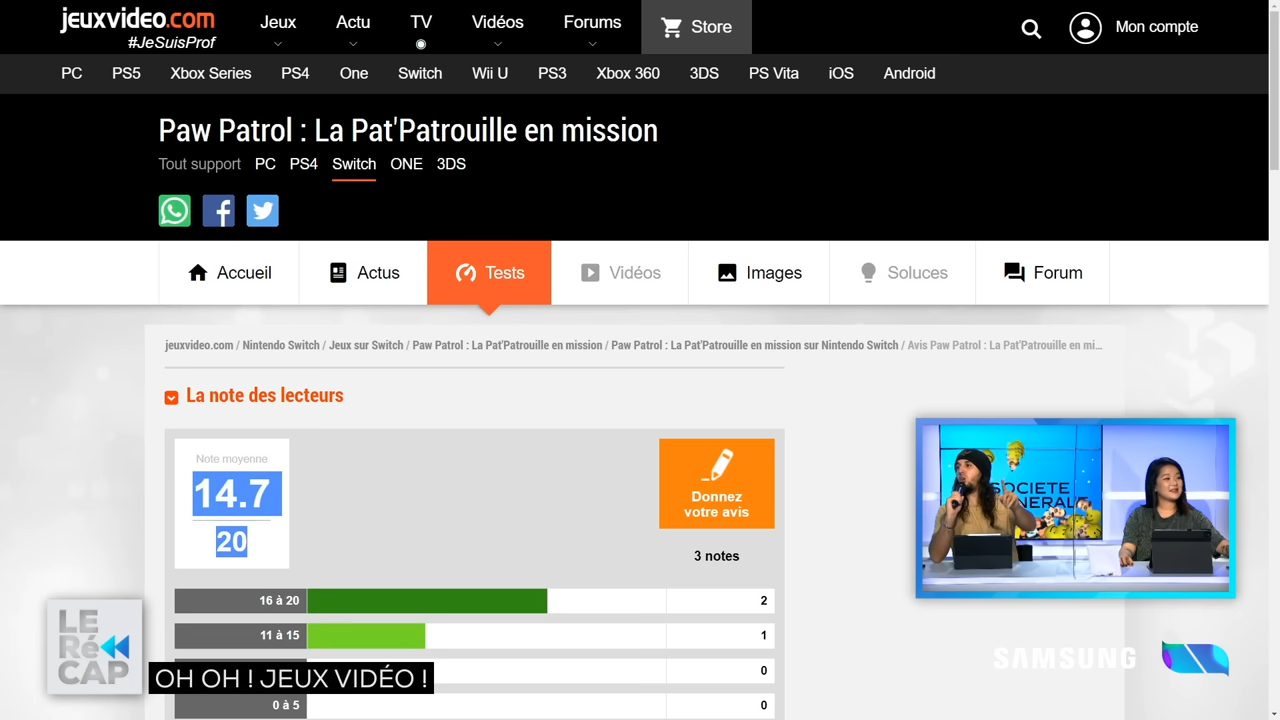 jeuxvideo.com
#JeSuisProf
Jeux
Actu
TV
Vidéos
Forums
Store
Mon compte
PC PS5 Xbox Series PS4 One Switch Wii U PS3 Xbox 360 3DS PS Vita iOS Android
Paw Patrol : La Pat'Patrouille en mission
Tout support PC PS4 Switch ONE 3DS
Accueil
Actus
Tests
Vidéos
Images
Soluces
Forum
jeuxvideo.com / Nintendo Switch / Jeux sur Switch / Paw Patrol : La Pat'Patrouille en mission / Paw Patrol : La Pat'Patrouille en mission sur Nintendo Switch / Avis Paw Patrol : La Pat'Patrouille en mi...
La note des lecteurs
Note moyenne
14.7
20
Donnez
votre avis
3 notes
16 à 20 2
11 à 15 1
0
0 à 5 0
SOCIETE
LE
Ré
CAP
OH OH ! JEUX VIDÉO !
SAMSUNG